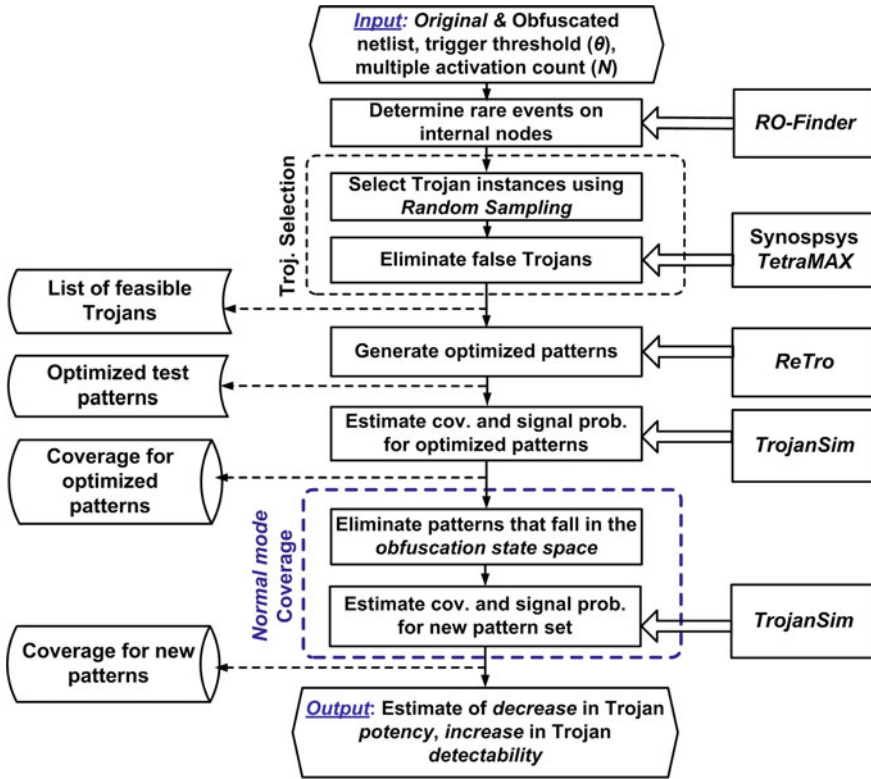 Input: Original & Obfuscated
netlist, trigger threshold (θ),
multiple activation count (N)
Determine rare events on
internal nodes
RO-Finder
Troj. Selection
Select Trojan instances using
Random Sampling
Eliminate false Trojans
Synospsys
TetraMAX
List of feasible
Trojans
Generate optimized patterns
ReTro
Optimized test
patterns
Estimate cov. and signal prob.
for optimized patterns
TrojanSim
Coverage for
optimized
patterns
Normal mode
Coverage
Eliminate patterns that fall in the
obfuscation state space
Estimate cov. and signal prob.
for new pattern set
TrojanSim
Coverage for new
patterns
Output: Estimate of decrease in Trojan
potency, increase in Trojan
detectability